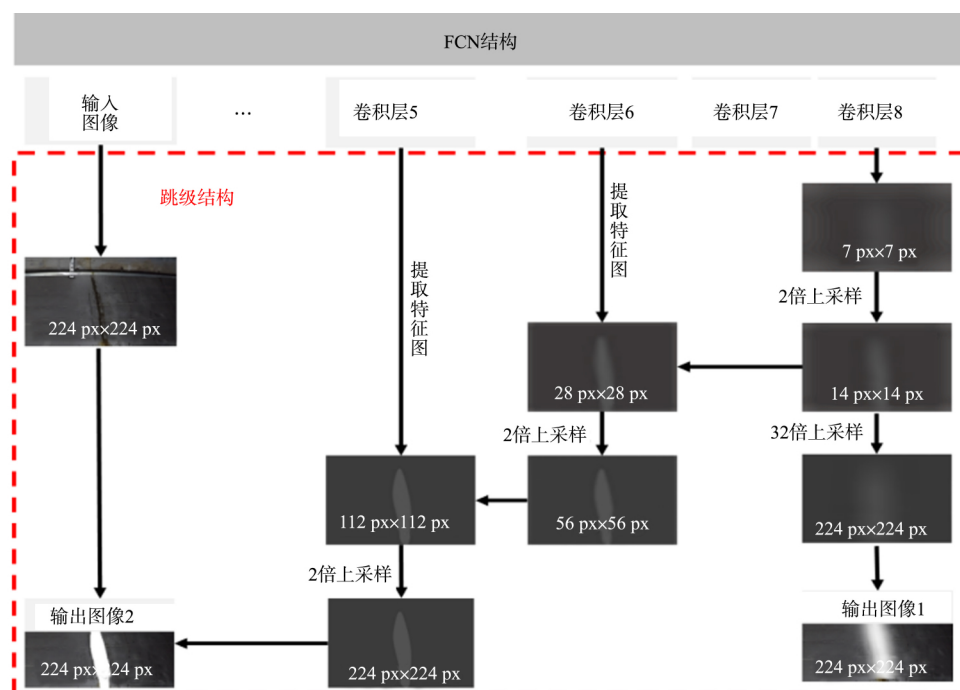 FCN结构
输入
图像
...
卷积层5
卷积层6
卷积层7
卷积层8
跳级结构
提取特征图
提取特征图
7 px×7 px
2倍上采样
224 px×224 px
28 px×28 px
14 px×14 px
2倍上采样
32倍上采样
112 px×112 px
56 px×56 px
224 px×224 px
2倍上采样
输出图像2
输出图像1
224 px×224 px
224 px×224 px
224 px×224 px